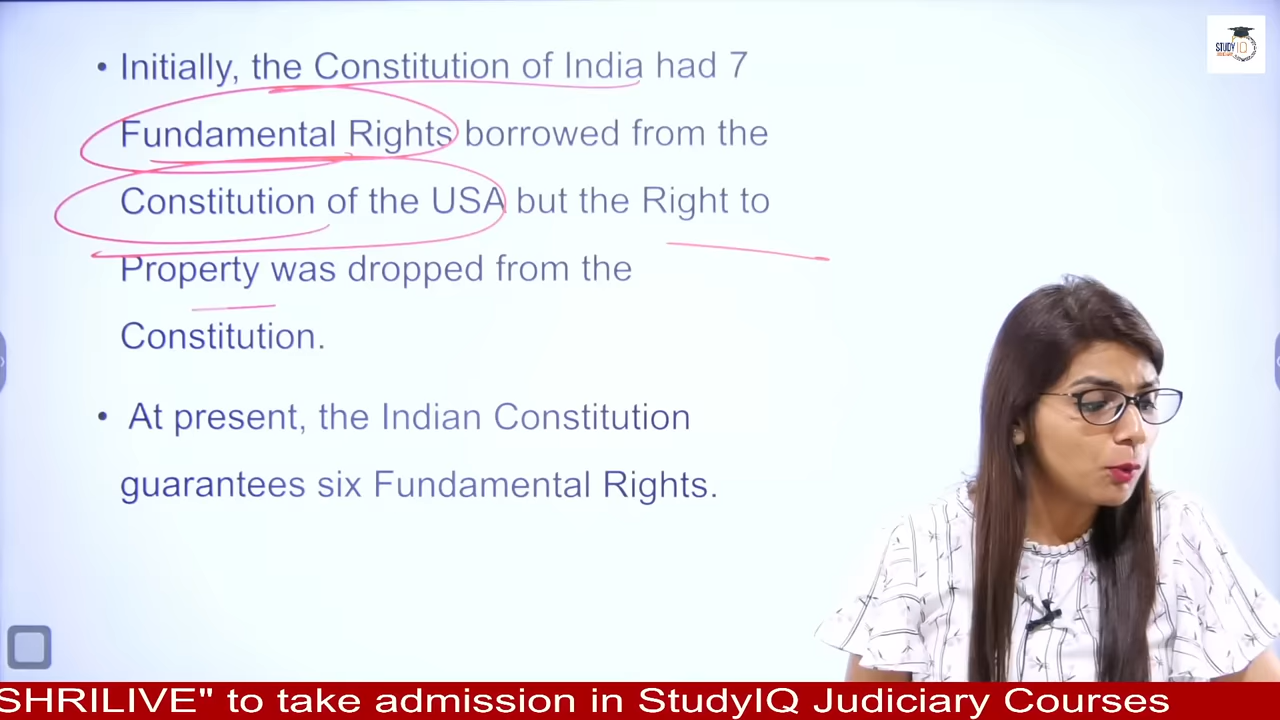 • Initially, the Constitution of India had 7
Fundamental Rights borrowed from the
Constitution of the USA but the Right to
Property was dropped from the
Constitution.
• At present, the Indian Constitution
guarantees six Fundamental Rights.
STUDY IQ
SHRILIVE" to take admission in StudyIQ Judiciary Courses